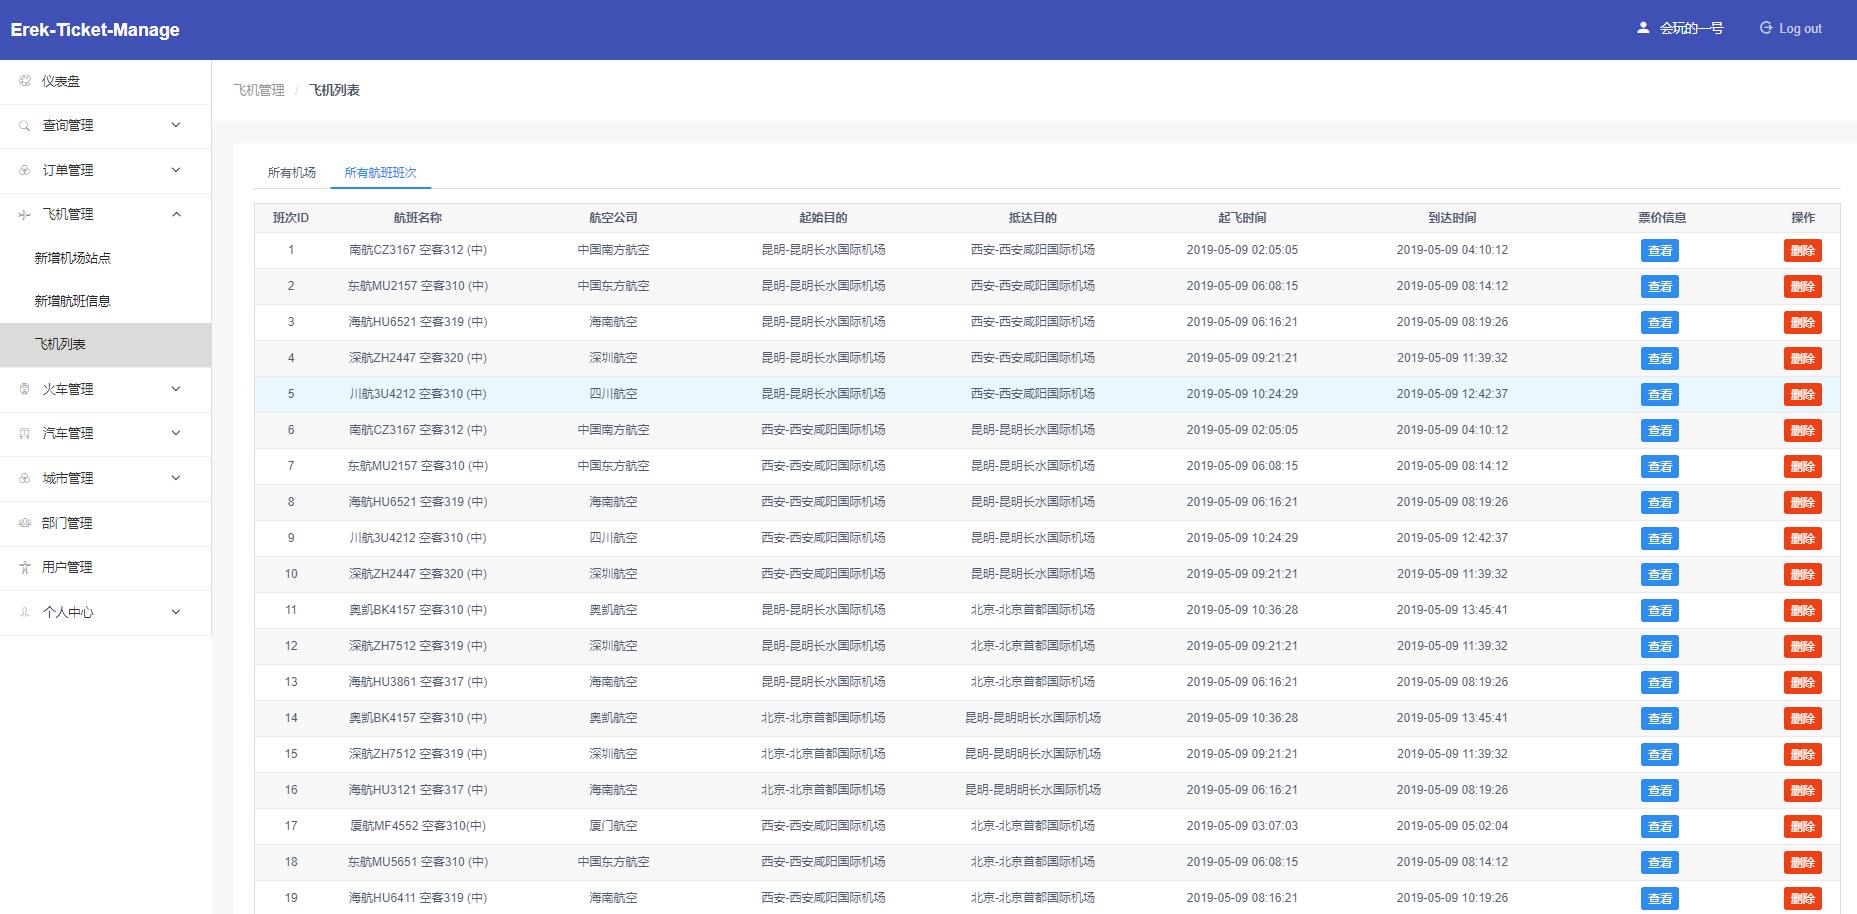 Erek-Ticket-Manage
会玩的一号 Log out
仪表盘
查询管理
订单管理
飞机管理
新增机场站点
新增航班信息
飞机列表
火车管理
汽车管理
城市管理
部门管理
用户管理
个人中心
飞机管理 / 飞机列表
所有机场 所有航班班次
班次ID 航班名称 航空公司 起始目的 抵达目的 起飞时间 到达时间 票价信息 操作
1 南航CZ3167 空客312 (中) 中国南方航空 昆明-昆明长水国际机场 西安-西安咸阳国际机场 2019-05-09 02:05:05 2019-05-09 04:10:12 查看 删除
2 东航MU2157 空客310 (中) 中国东方航空 昆明-昆明长水国际机场 西安-西安咸阳国际机场 2019-05-09 06:08:15 2019-05-09 08:14:12 查看 删除
3 海航HU6521 空客319 (中) 海南航空 昆明-昆明长水国际机场 西安-西安咸阳国际机场 2019-05-09 06:16:21 2019-05-09 08:19:26 查看 删除
4 深航ZH2447 空客320 (中) 深圳航空 昆明-昆明长水国际机场 西安-西安咸阳国际机场 2019-05-09 09:21:21 2019-05-09 11:39:32 查看 删除
5 川航3U4212 空客310 (中) 四川航空 昆明-昆明长水国际机场 西安-西安咸阳国际机场 2019-05-09 10:24:29 2019-05-09 12:42:37 查看 删除
6 南航CZ3167 空客312 (中) 中国南方航空 西安-西安咸阳国际机场 昆明-昆明长水国际机场 2019-05-09 02:05:05 2019-05-09 04:10:12 查看 删除
7 东航MU2157 空客310 (中) 中国东方航空 西安-西安咸阳国际机场 昆明-昆明长水国际机场 2019-05-09 06:08:15 2019-05-09 08:14:12 查看 删除
8 海航HU6521 空客319 (中) 海南航空 西安-西安咸阳国际机场 昆明-昆明长水国际机场 2019-05-09 06:16:21 2019-05-09 08:19:26 查看 删除
9 川航3U4212 空客310 (中) 四川航空 西安-西安咸阳国际机场 昆明-昆明长水国际机场 2019-05-09 10:24:29 2019-05-09 12:42:37 查看 删除
10 深航ZH2447 空客320 (中) 深圳航空 西安-西安咸阳国际机场 昆明-昆明长水国际机场 2019-05-09 09:21:21 2019-05-09 11:39:32 查看 删除
11 奥凯BK4157 空客310 (中) 奥凯航空 昆明-昆明长水国际机场 北京-北京首都国际机场 2019-05-09 10:36:28 2019-05-09 13:45:41 查看 删除
12 深航ZH7512 空客319 (中) 深圳航空 昆明-昆明长水国际机场 北京-北京首都国际机场 2019-05-09 09:21:21 2019-05-09 11:39:32 查看 删除
13 海航HU3861 空客317 (中) 海南航空 昆明-昆明长水国际机场 北京-北京首都国际机场 2019-05-09 06:16:21 2019-05-09 08:19:26 查看 删除
14 奥凯BK4157 空客310 (中) 奥凯航空 北京-北京首都国际机场 昆明-昆明明长水国际机场 2019-05-09 10:36:28 2019-05-09 13:45:41 查看 删除
15 深航ZH7512 空客319 (中) 深圳航空 北京-北京首都国际机场 昆明-昆明明长水国际机场 2019-05-09 09:21:21 2019-05-09 11:39:32 查看 删除
16 海航HU3121 空客317 (中) 海南航空 北京-北京首都国际机场 昆明-昆明明长水国际机场 2019-05-09 06:16:21 2019-05-09 08:19:26 查看 删除
17 厦航MF4552 空客310(中) 厦门航空 西安-西安咸阳国际机场 北京-北京首都国际机场 2019-05-09 03:07:03 2019-05-09 05:02:04 查看 删除
18 东航MU5651 空客310 (中) 中国东方航空 西安-西安咸阳国际机场 北京-北京首都国际机场 2019-05-09 06:08:15 2019-05-09 08:14:12 查看 删除
19 海航HU6411 空客319 (中) 海南航空 西安-西安咸阳国际机场 北京-北京首都国际机场 2019-05-09 08:16:21 2019-05-09 10:19:26 查看 删除